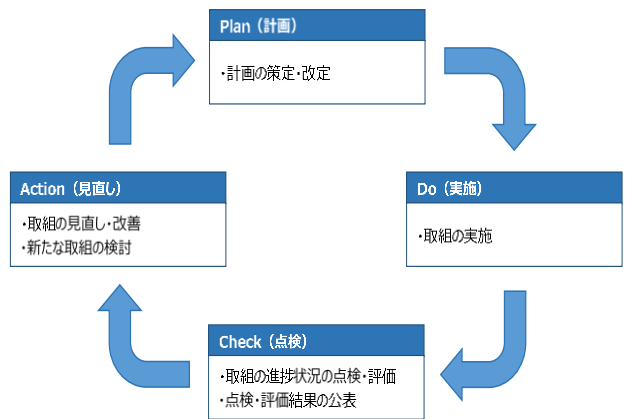 Plan（計画）
・計画の策定・改定
Do（実施）
・取組の実施
Check（点検）
・取組の進捗状況の点検・評価
・点検・評価結果の公表
Action（見直し）
・取組の見直し・改善
・新たな取組の検討